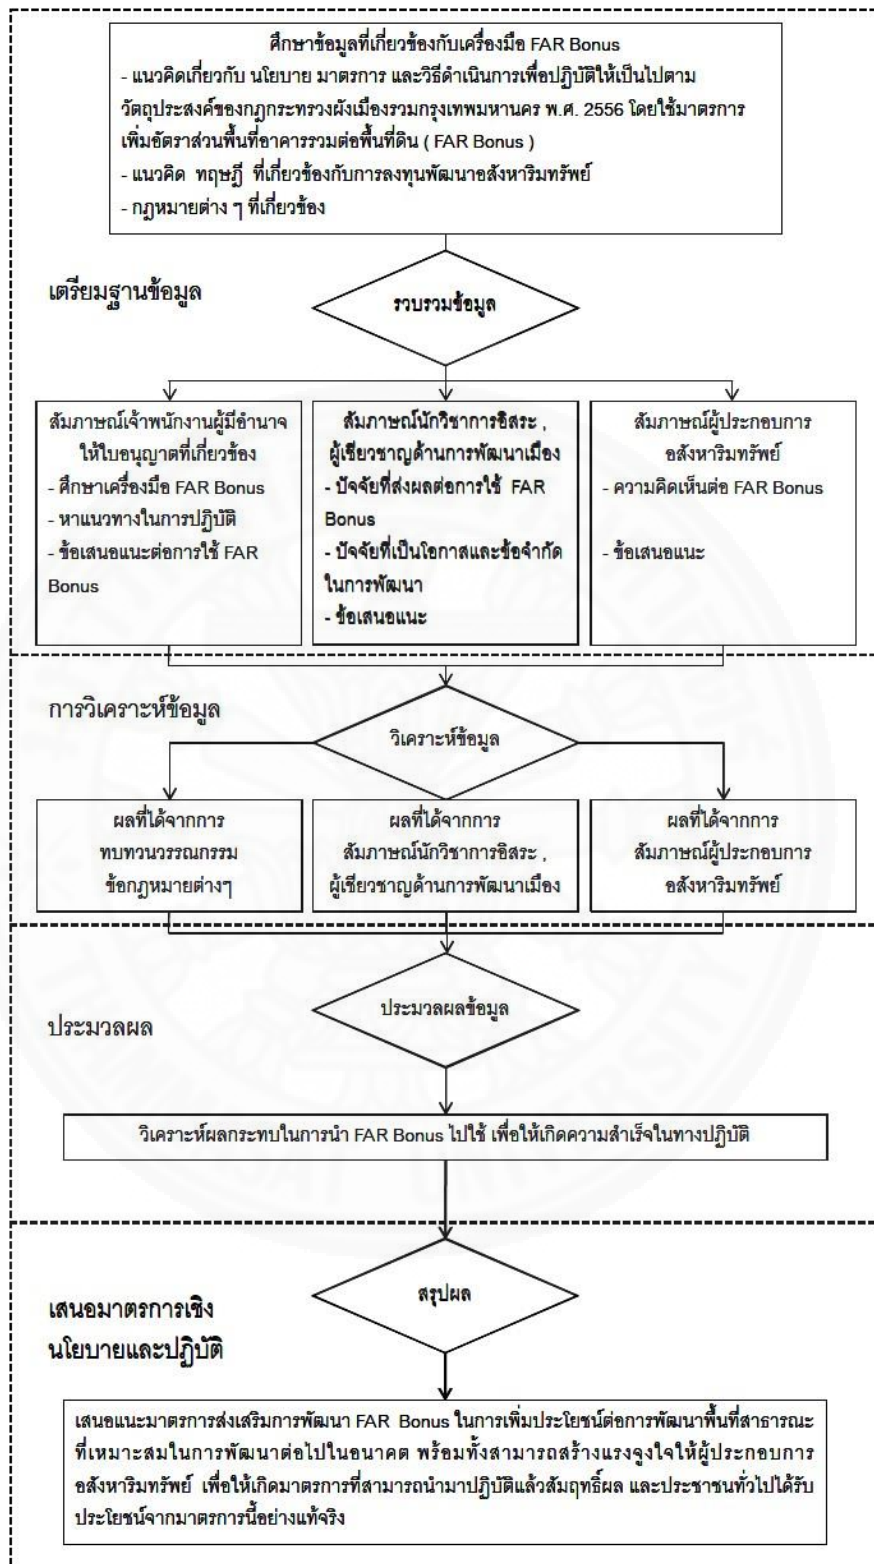 ศึกษาข้อมูลที่เกี่ยวข้องกับเครื่องมือ FAR Bonus
- แนวคิดเกี่ยวกับ นโยบาย มาตรการ และวิธีดำเนินการเพื่อปฏิบัติให้เป็นไปตาม
วัตถุประสงค์ของกฎกระทรวงผังเมืองรวมกรุงเทพมหานคร พ.ศ. 2556 โดยใช้มาตรการ
เพิ่มอัตราส่วนพื้นที่อาคารรวมต่อพื้นที่ดิน ( FAR Bonus )
- แนวคิด ทฤษฎี ที่เกี่ยวข้องกับการลงทุนพัฒนาอสังหาริมทรัพย์
- กฎหมายต่าง ๆ ที่เกี่ยวข้อง
เตรียมฐานข้อมูล
รวบรวมข้อมูล
สัมภาษณ์เจ้าพนักงานผู้มีอำนาจ
ให้ใบอนุญาตที่เกี่ยวข้อง
- ศึกษาเครื่องมือ FAR Bonus
- หาแนวทางในการปฏิบัติ
- ข้อเสนอแนะต่อการใช้ FAR
Bonus
สัมภาษณ์นักวิชาการอิสระ ,
ผู้เชียวชาญด้านการพัฒนาเมือง
- ปัจจัยที่ส่งผลต่อการใช้ FAR
Bonus
- ปัจจัยที่เป็นโอกาสและข้อจำกัด
ในการพัฒนา
- ข้อเสนอแนะ
สัมภาษณ์ผู้ประกอบการ
อสังหาริมทรัพย์
- ความคิดเห็นต่อ FAR Bonus
- ข้อเสนอแนะ
การวิเคราะห์ข้อมูล
วิเคราะห์ข้อมูล
ผลที่ได้จากการ
ทบทวนวรรณกรรม
ข้อกฎหมายต่างๆ
ผลที่ได้จากการ
สัมภาษณ์นักวิชาการอิสระ ,
ผู้เชียวชาญด้านการพัฒนาเมือง
ผลที่ได้จากการ
สัมภาษณ์ผู้ประกอบการ
อสังหาริมทรัพย์
ประมวลผล
ประมวลผลข้อมูล
วิเคราะห์ผลกระทบในการนำ FAR Bonus ไปใช้ เพื่อให้เกิดความสำเร็จในทางปฏิบัติ
เสนอมาตรการเชิง
นโยบายและปฏิบัติ
สรุปผล
เสนอแนะมาตรการส่งเสริมการพัฒนา FAR Bonus ในการเพิ่มประโยชน์ต่อการพัฒนาพื้นที่สาธารณะ
ที่เหมาะสมในการพัฒนาต่อไปในอนาคต พร้อมทั้งสามารถสร้างแรงจูงใจให้ผู้ประกอบการ
อสังหาริมทรัพย์ เพื่อให้เกิดมาตรการที่สามารถนำมาปฏิบัติแล้วสัมฤทธิ์ผล และประชาชนทั่วไปได้รับ
ประโยชน์จากมาตรการนี้อย่างแท้จริง
THAMMASAT UNIVERSITY